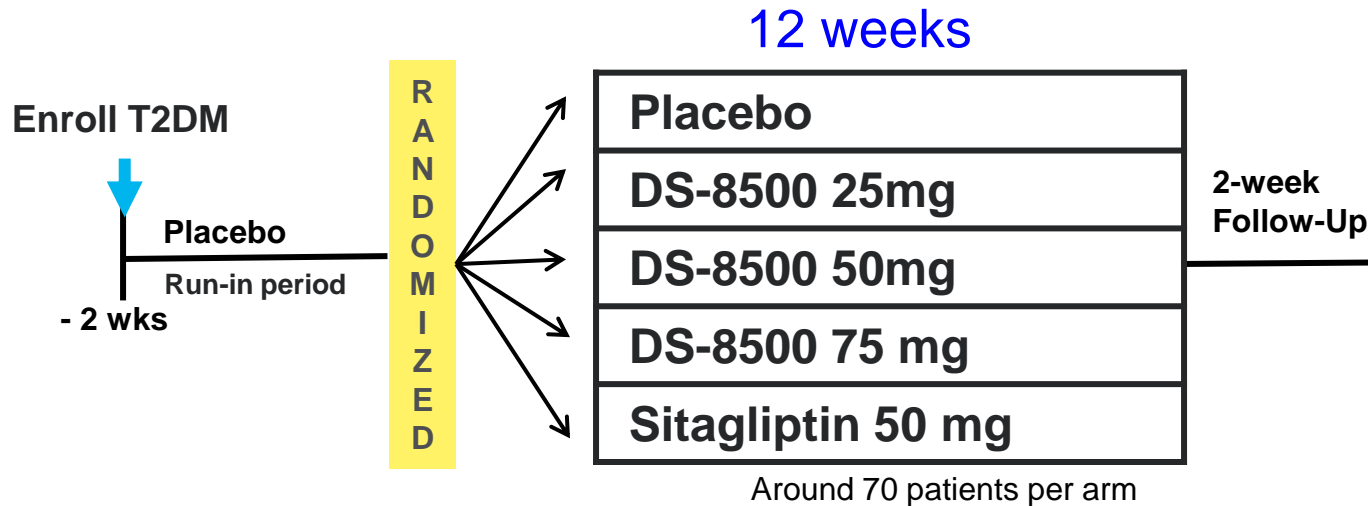 12 weeks
Enroll T2DM
Placebo
Run-in period
- 2 wks
RANDOMIZED
Placebo
DS-8500 25mg
DS-8500 50mg
DS-8500 75 mg
Sitagliptin 50 mg
2-week
Follow-Up
Around 70 patients per arm